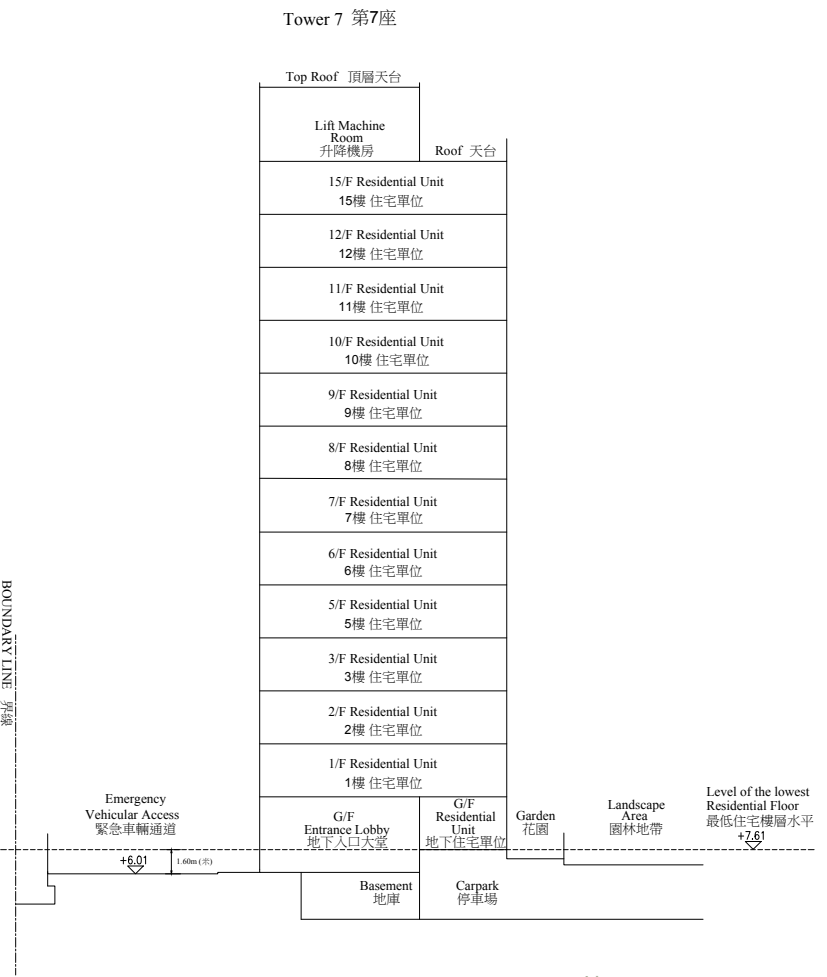 Tower 7 第7座
Top Roof 頂層天台
Lift Machine
Room
升降機房
Roof 天台
15/F Residential Unit
15樓 住宅單位
12/F Residential Unit
12樓 住宅單位
11/F Residential Unit
11樓 住宅單位
10/F Residential Unit
10樓 住宅單位
9/F Residential Unit
9樓 住宅單位
8/F Residential Unit
8樓 住宅單位
7/F Residential Unit
7樓 住宅單位
6/F Residential Unit
6樓 住宅單位
5/F Residential Unit
5樓 住宅單位
3/F Residential Unit
3樓 住宅單位
2/F Residential Unit
2樓 住宅單位
1/F Residential Unit
1樓 住宅單位
BOUNDARY LINE 界線
Emergency
Vehicular Access
緊急車輛通道
G/F
Entrance Lobby
地下入口大堂
G/F
Residential
Unit
地下住宅單位
Garden
花園
Landscape
Area
園林地帶
Level of the lowest
Residential Floor
最低住宅樓層水平
+7.61
+6.01
1.60m (米)
Basement
地庫
Carpark
停車場